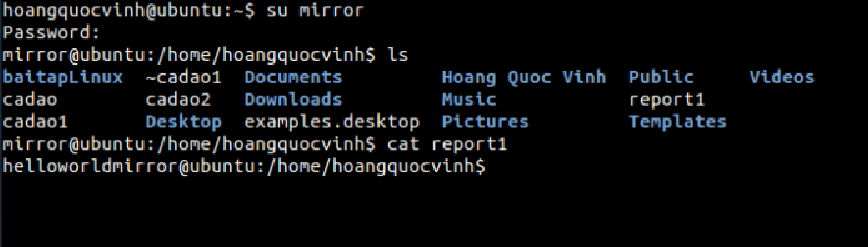 hoangquocvinh@ubuntu:~$ su mirror
Password:
mirror@ubuntu:/home/hoangquocvinh$ ls
baitapLinux  ~cadao1  Documents         Hoang Quoc Vinh  Public     Videos
cadao        cadao2   Downloads         Music            report1
cadao1       Desktop  examples.desktop  Pictures         Templates
mirror@ubuntu:/home/hoangquocvinh$ cat report1
helloworldmirror@ubuntu:/home/hoangquocvinh$